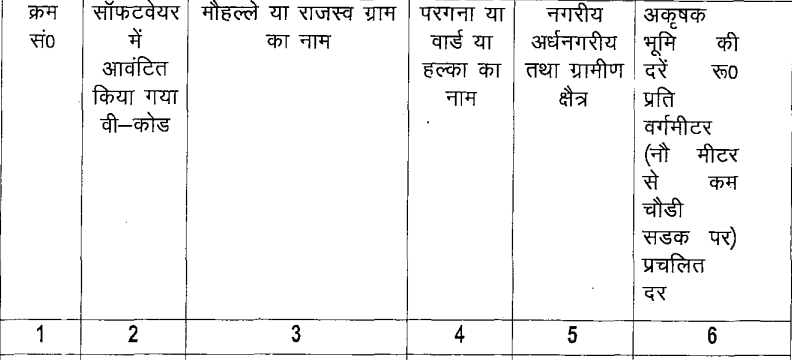 क्रम
सं0
सॉफटवेयर
में
आवंटित
किया गया
वी–कोड
मौहल्ले या राजस्व ग्राम
का नाम
परगना या
वार्ड या
हल्का का
नाम
नगरीय
अर्धनगरीय
तथा ग्रामीण
क्षैत्र
अकृषक
भूमि की
दरें रू0
प्रति
वर्गमीटर
(नौ मीटर
से कम
चौडी
सडक पर)
प्रचलित
दर
1 2 3 4 5 6